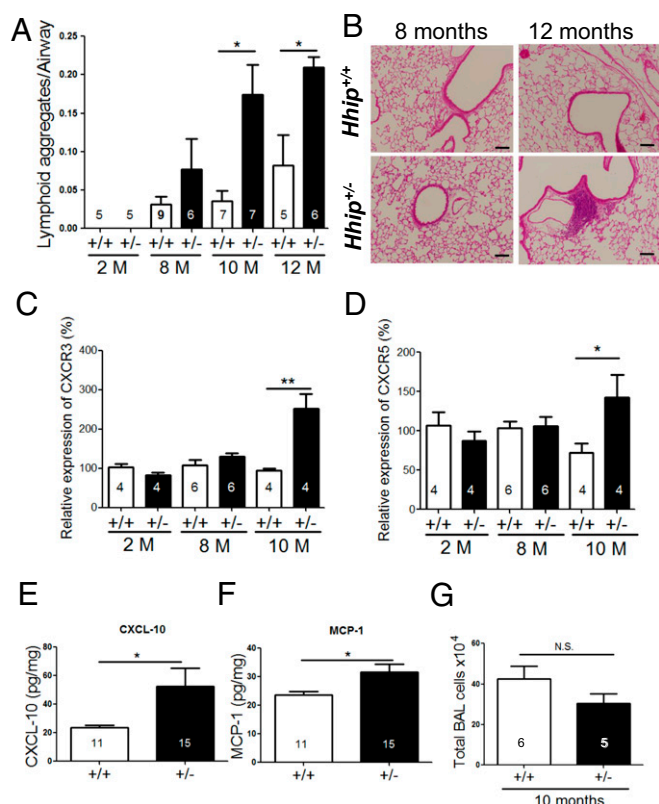 A
Lymphoid aggregates/Airway
0.25
0.20
0.15
0.10
0.05
0.00
*
*
5
5
9
6
7
7
5
6
+/+ +/- +/+ +/- +/+ +/- +/+ +/-
2 M 8 M 10 M 12 M
B
8 months 12 months
Hhip+/+
Hhip+/-
C
Relative expression of CXCR3 (%)
400
300
200
100
0
**
4 4 6 6 4 4
+/+ +/- +/+ +/- +/+ +/-
2 M 8 M 10 M
D
Relative expression of CXCR5 (%)
200
150
100
50
0
*
4 4 6 6 4 4
+/+ +/- +/+ +/- +/+ +/-
2 M 8 M 10 M
E
CXCL-10
CXCL-10 (pg/mg)
80
60
40
20
0
*
11 15
+/+ +/-
F
MCP-1
MCP-1 (pg/mg)
40
30
20
10
0
*
11 15
+/+ +/-
G
Total BAL cells x10⁴
80
60
40
20
0
N.S.
6 5
+/+ +/-
10 months